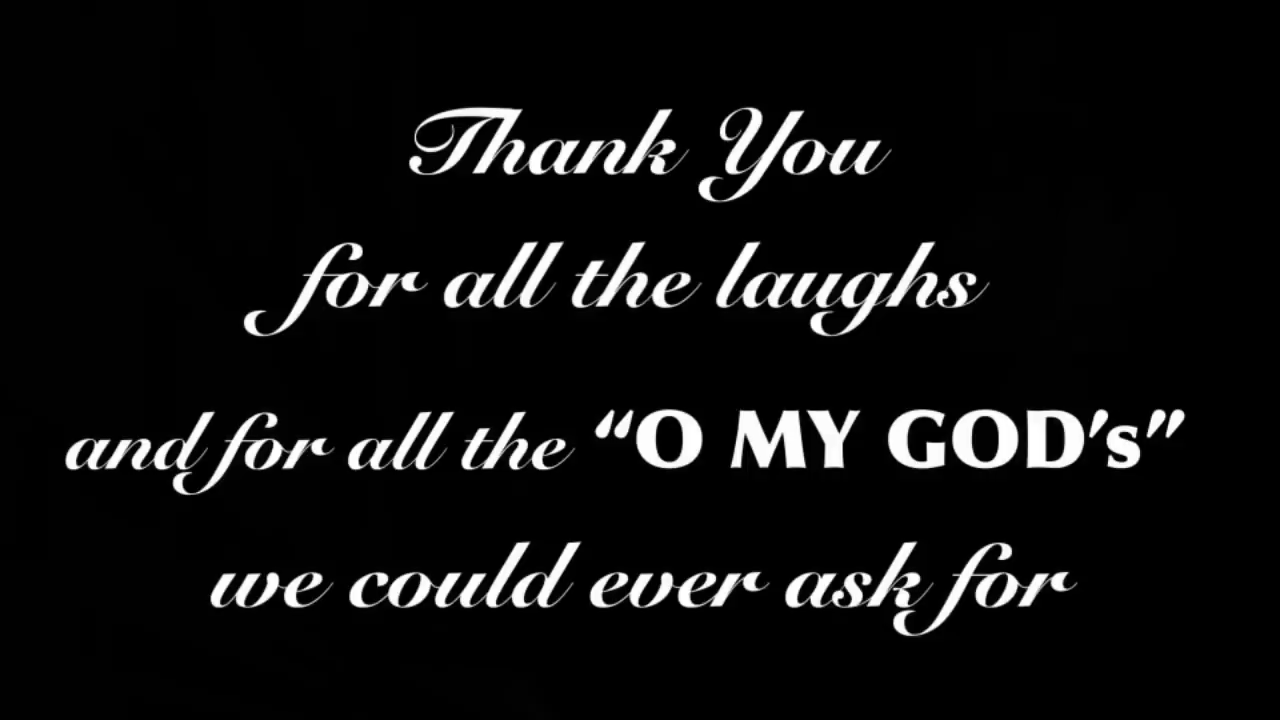 Thank You
for all the laughs
and for all the “O MY GOD’s”
we could ever ask for